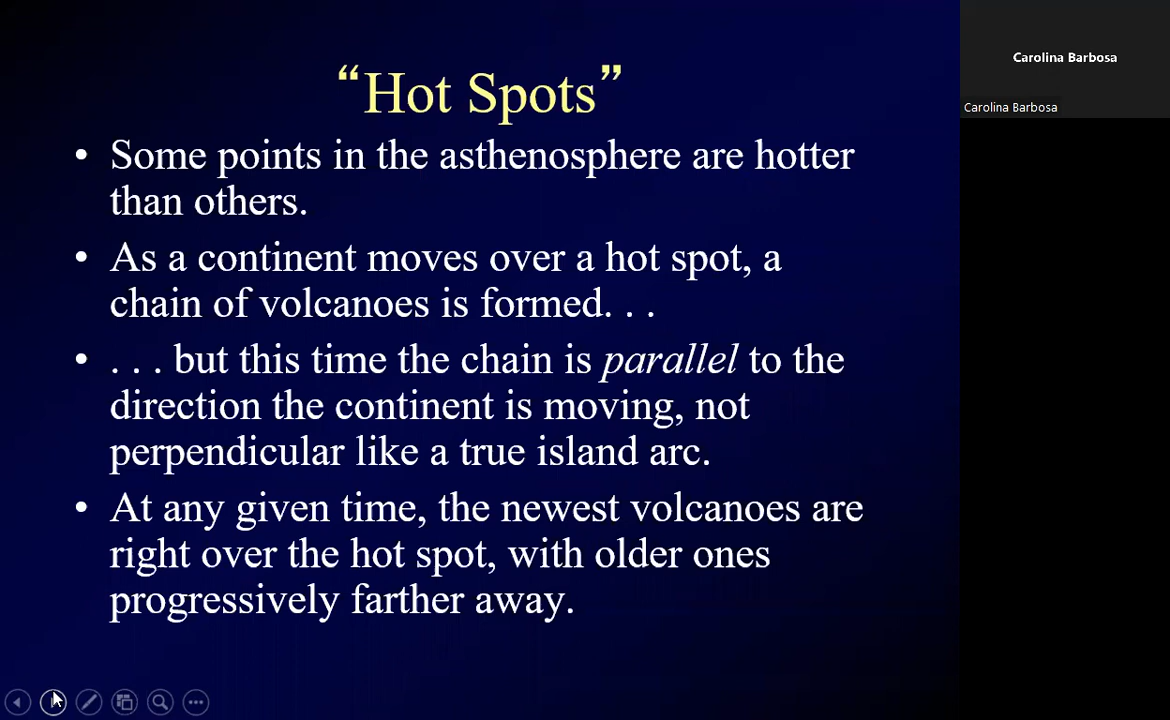 “Hot Spots”
• Some points in the asthenosphere are hotter
than others.
• As a continent moves over a hot spot, a
chain of volcanoes is formed. . .
• . . . but this time the chain is parallel to the
direction the continent is moving, not
perpendicular like a true island arc.
• At any given time, the newest volcanoes are
right over the hot spot, with older ones
progressively farther away.
Carolina Barbosa
Carolina Barbosa